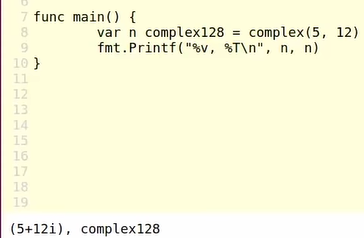 6
7 func main() {
8         var n complex128 = complex(5, 12)
9         fmt.Printf("%v, %T\n", n, n)
10 }
11
12
13
14
15
16
17
18
19
(5+12i), complex128